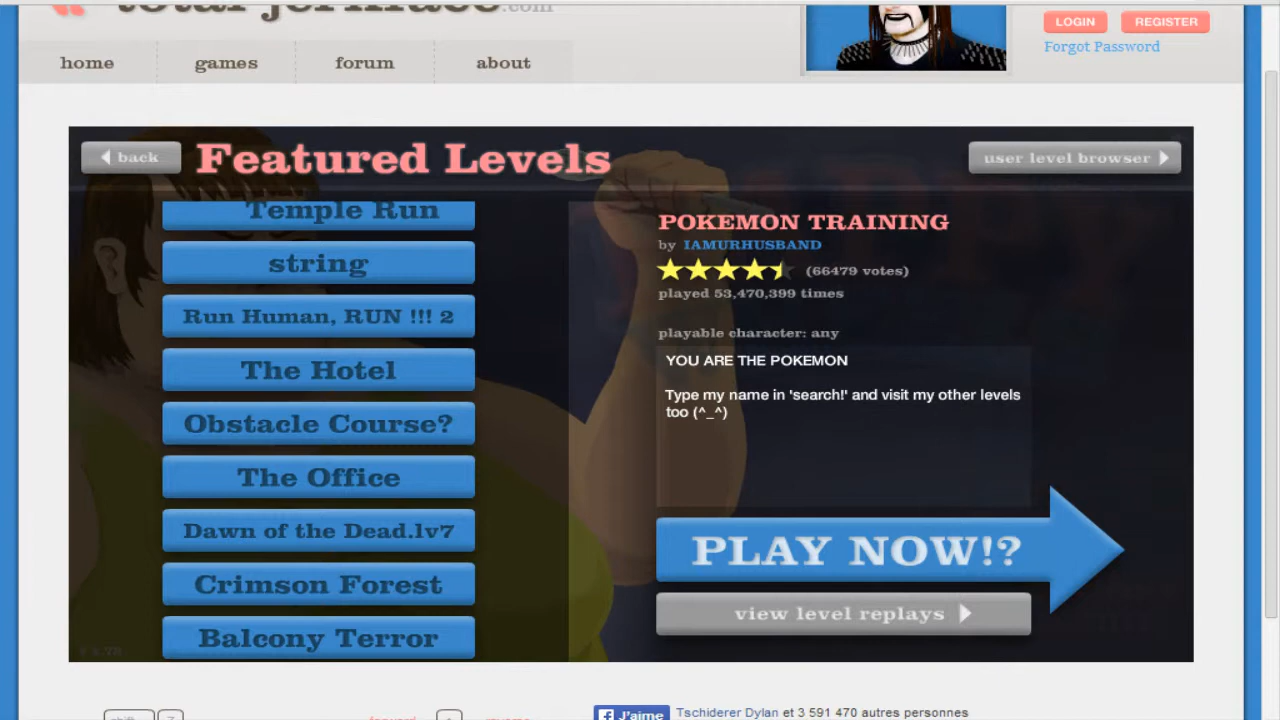 total jerkface.com
LOGIN
REGISTER
Forgot Password
home
games
forum
about
back
Featured Levels
user level browser
Temple Run
string
Run Human, RUN !!! 2
The Hotel
Obstacle Course?
The Office
Dawn of the Dead.lv7
Crimson Forest
Balcony Terror
POKEMON TRAINING
by IAMURHUSBAND
(66479 votes)
played 53,470,399 times
playable character: any
YOU ARE THE POKEMON
Type my name in 'search!' and visit my other levels
too (^_^)
PLAY NOW!?
view level replays
J'aime
Tschiderer Dylan et 3 591 470 autres personnes